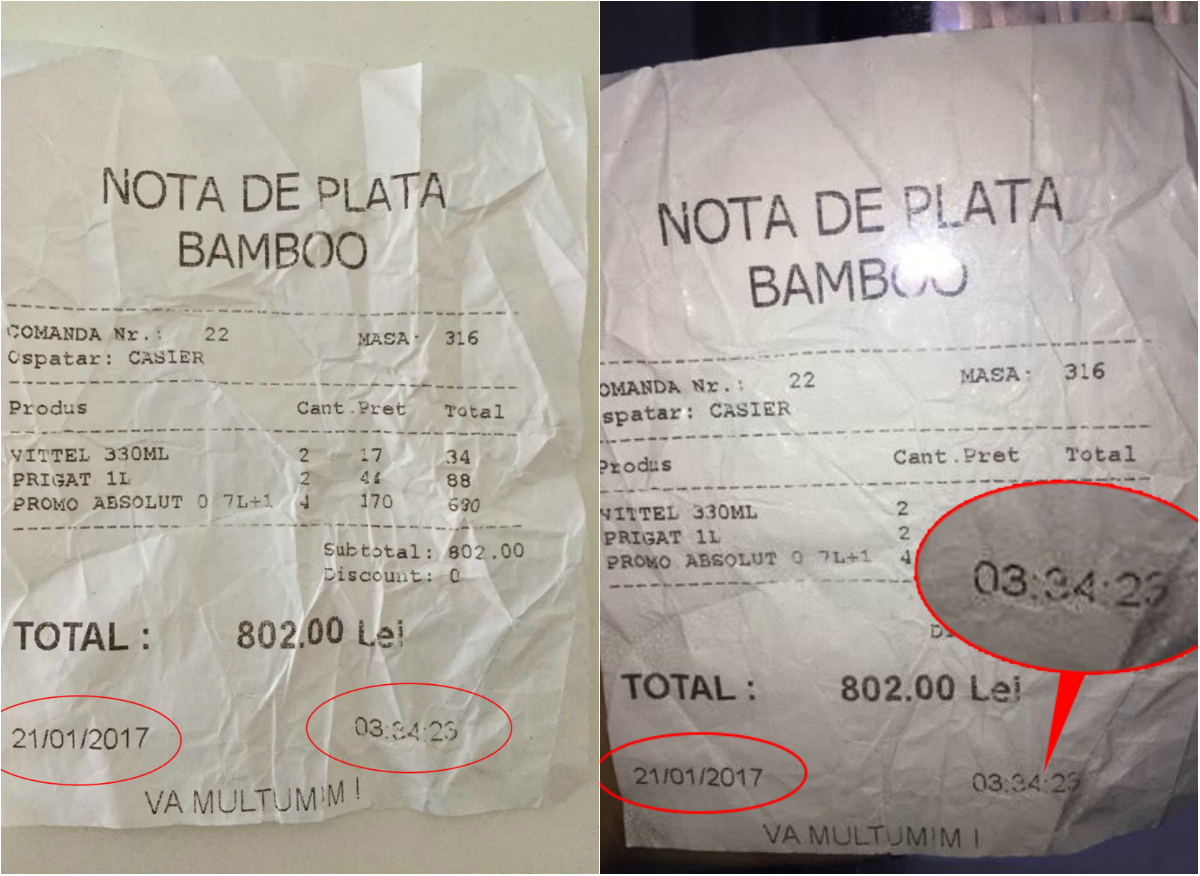 NOTA DE PLATA
BAMBOO
COMANDA Nr.: 22 MASA: 316
Ospatar: CASIER
Produs Cant.Pret Total
VITTEL 330ML 2 17 34
PRIGAT 1L 2 44 88
PROMO ABSOLUT 0 7L+1 4 170 680
Subtotal: 802.00
Discount: 0
TOTAL : 802.00 Lei
21/01/2017 03:34:23
VA MULTUMIM !
NOTA DE PLATA
BAMBOO
OMANDA Nr.: 22 MASA: 316
spatar: CASIER
Produs Cant.Pret Total
VITTEL 330ML 2
PRIGAT 1L 2
PROMO ABSOLUT 0 7L+1 4
03:34:23
TOTAL : 802.00 Lei
21/01/2017 03:34:23
VA MULTUMIM !